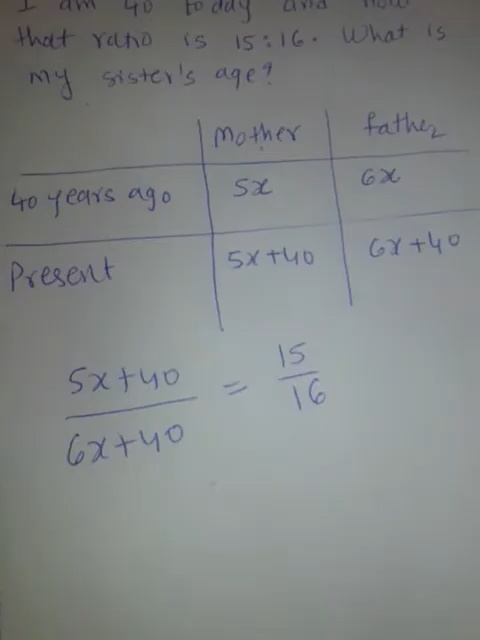 I am 40 today and now
that ratio is 15:16. What is
my sister's age?
Mother father
40 years ago 5x 6x
Present 5x+40 6x+40
5x+40 = 15
6x+40 16